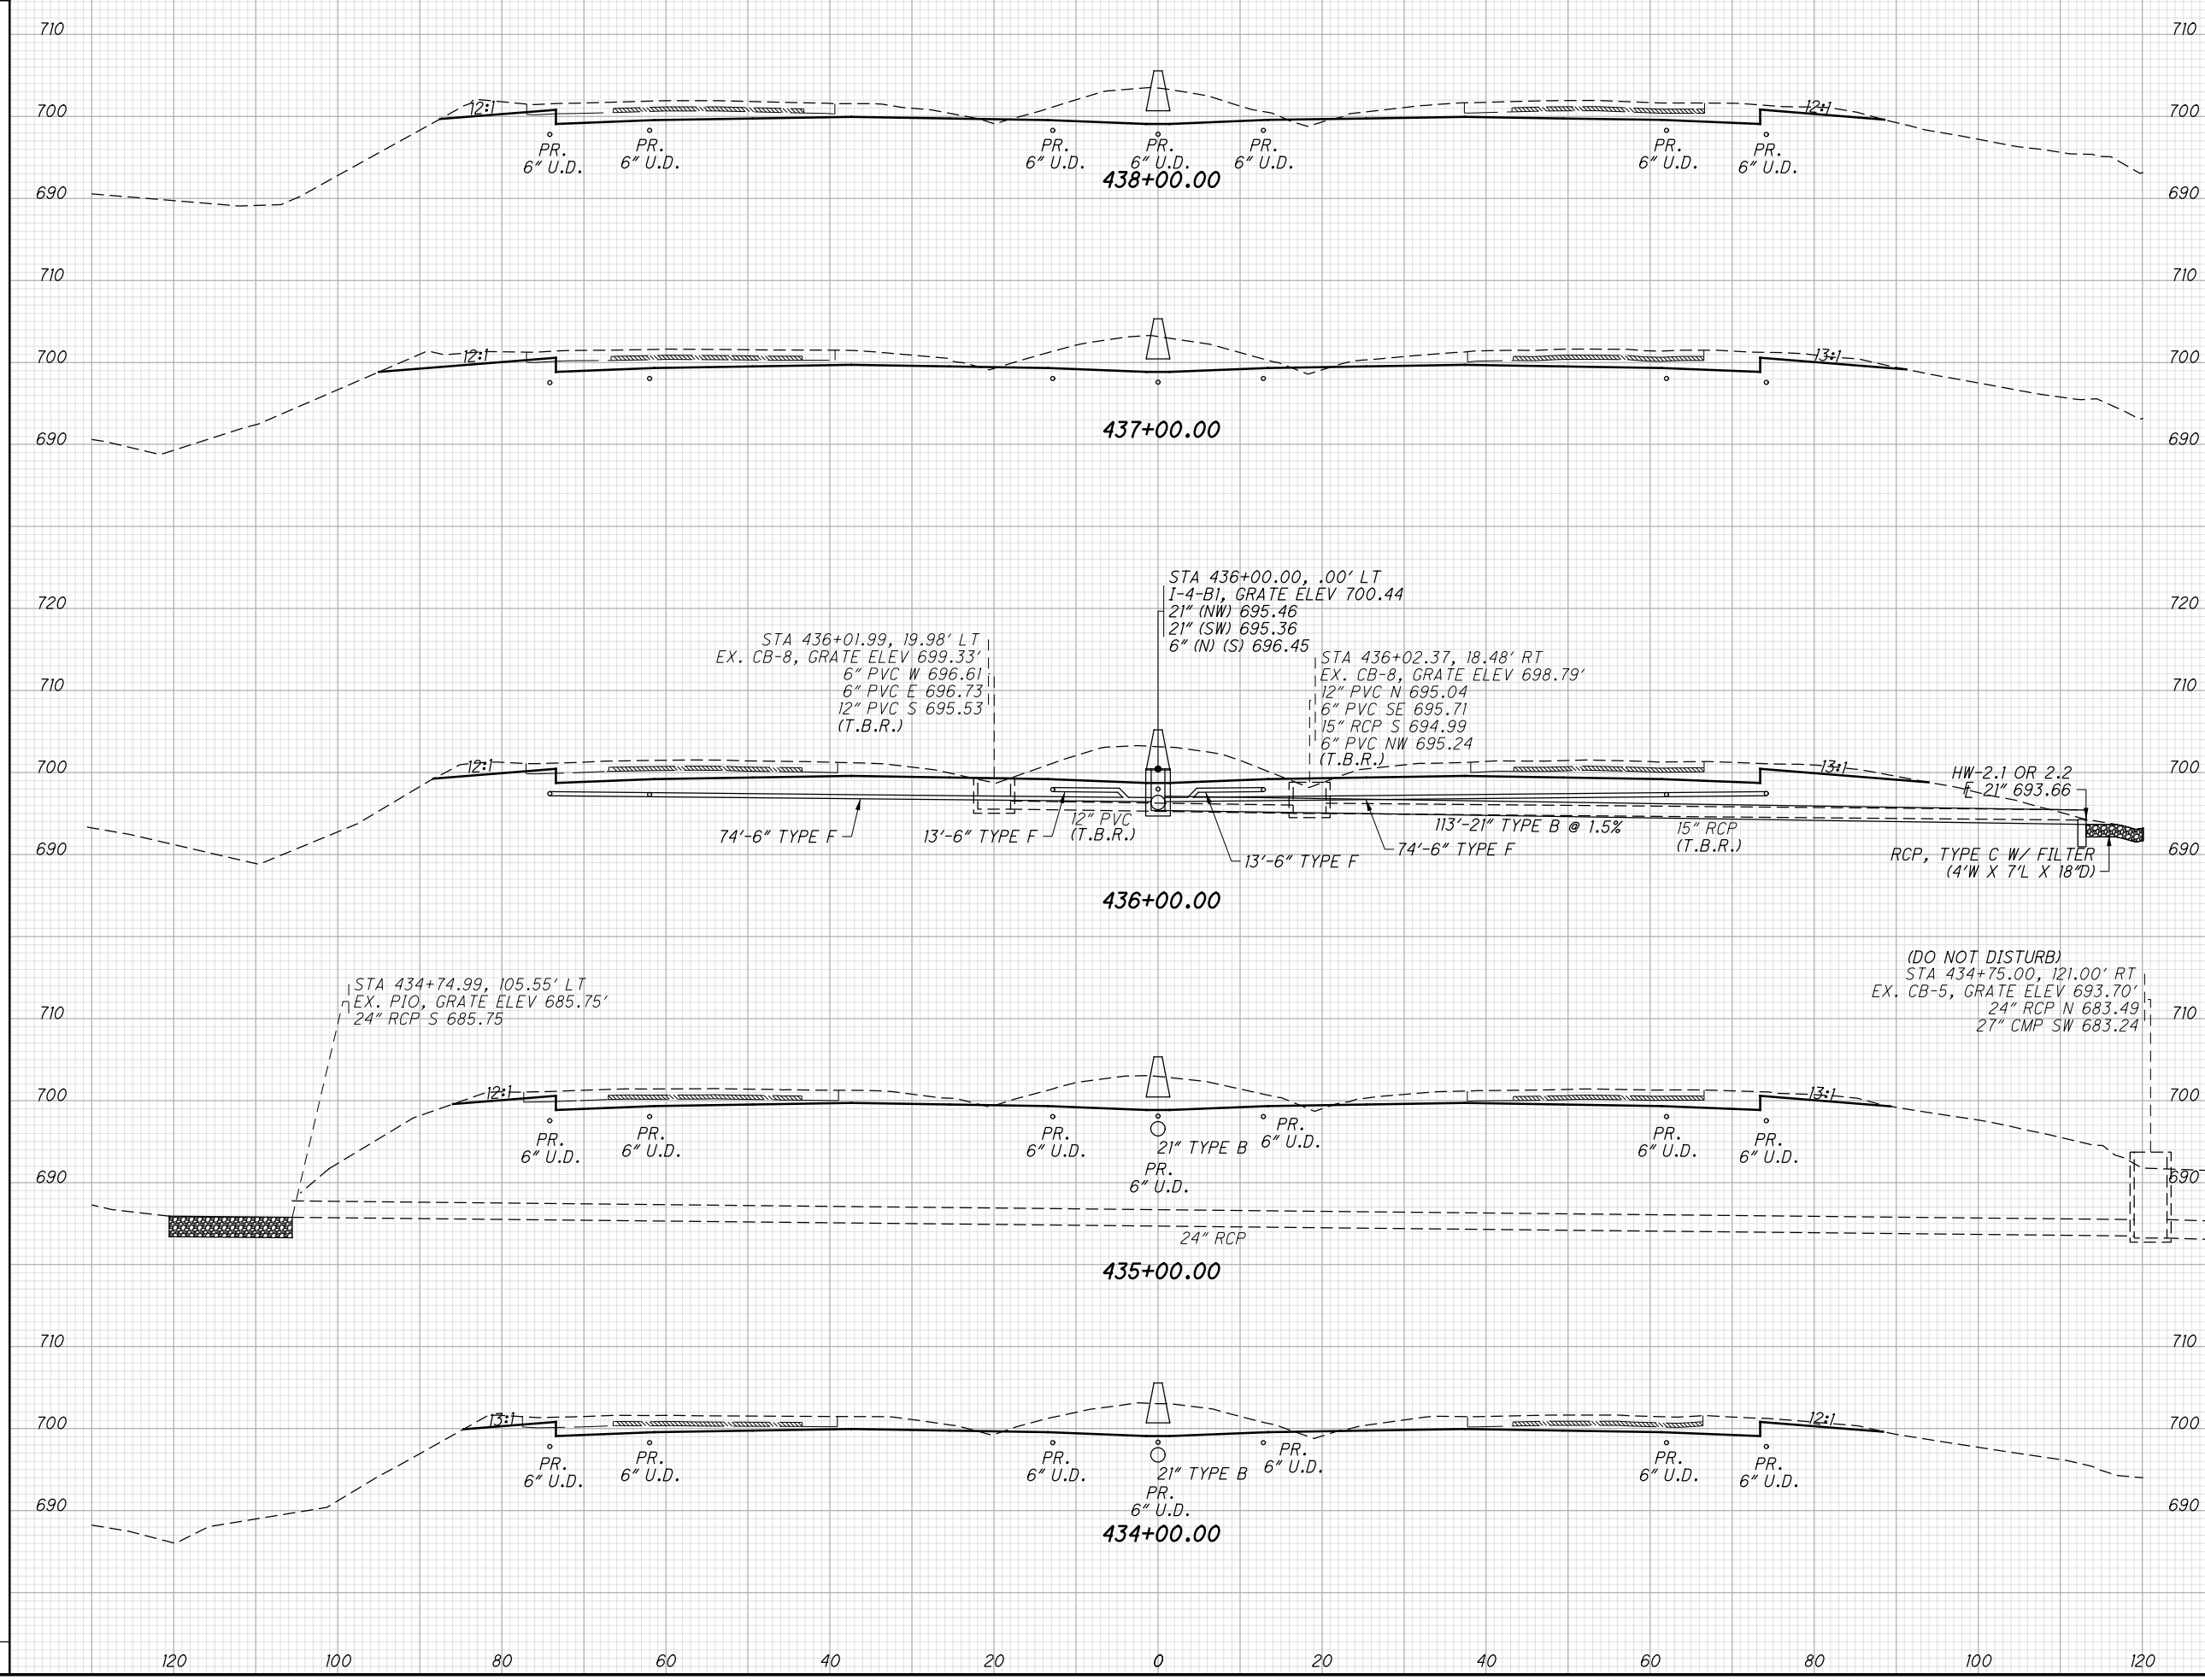 710 710
700 12:1 12:1 700
PR. 6" U.D. PR. 6" U.D. PR. 6" U.D. PR. 6" U.D. PR. 6" U.D. PR. 6" U.D. PR. 6" U.D.
438+00.00
690 690
710 710
700 12:1 13:1 700
437+00.00
690 690
720 720
STA 436+00.00, .00' LT
I-4-B1, GRATE ELEV 700.44
21" (NW) 695.46
21" (SW) 695.36
6" (N) (S) 696.45
STA 436+01.99, 19.98' LT
EX. CB-8, GRATE ELEV 699.33'
6" PVC W 696.61
6" PVC E 696.73
12" PVC S 695.53
(T.B.R.)
STA 436+02.37, 18.48' RT
EX. CB-8, GRATE ELEV 698.79'
12" PVC N 695.04
6" PVC SE 695.71
15" RCP S 694.99
6" PVC NW 695.24
(T.B.R.)
710 710
700 12:1 13:1 700
HW-2.1 OR 2.2
21" 693.66
74'-6" TYPE F
13'-6" TYPE F
12" PVC
(T.B.R.)
13'-6" TYPE F
74'-6" TYPE F
113'-21" TYPE B @ 1.5%
15" RCP
(T.B.R.)
RCP, TYPE C W/ FILTER
(4'W X 7'L X 18"D)
690 690
436+00.00
STA 434+74.99, 105.55' LT
EX. PIO, GRATE ELEV 685.75'
24" RCP S 685.75
(DO NOT DISTURB)
STA 434+75.00, 121.00' RT
EX. CB-5, GRATE ELEV 693.70'
24" RCP N 683.49
27" CMP SW 683.24
710 710
700 12:1 13:1 700
PR. 6" U.D. PR. 6" U.D. PR. 6" U.D. PR. 6" U.D. PR. 6" U.D. PR. 6" U.D.
21" TYPE B
PR.
6" U.D.
690 690
24" RCP
435+00.00
710 710
700 13:1 12:1 700
PR. 6" U.D. PR. 6" U.D. PR. 6" U.D. PR. 6" U.D. PR. 6" U.D. PR. 6" U.D.
21" TYPE B
PR.
6" U.D.
690 690
434+00.00
120 100 80 60 40 20 0 20 40 60 80 100 120